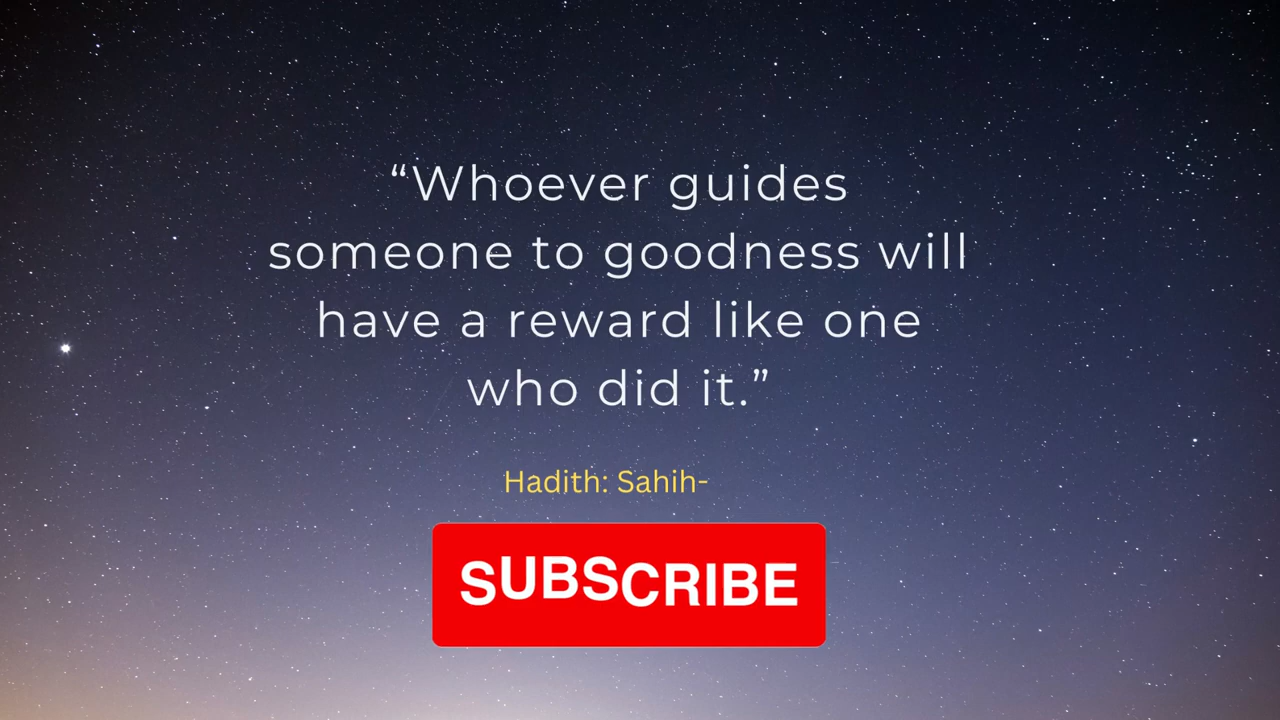 “Whoever guides
someone to goodness will
have a reward like one
who did it.”
Hadith: Sahih-
SUBSCRIBE